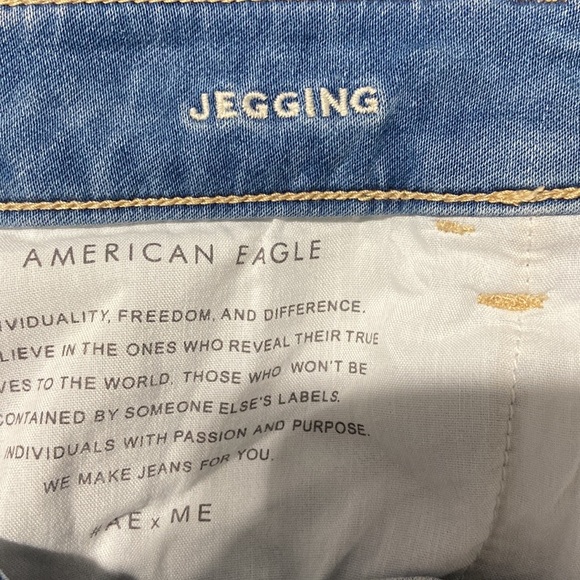 JEGGING
AMERICAN EAGLE
VIDUALITY, FREEDOM, AND DIFFERENCE.
LIEVE IN THE ONES WHO REVEAL THEIR TRUE
VES TO THE WORLD. THOSE WHO WON'T BE
CONTAINED BY SOMEONE ELSE'S LABELS.
INDIVIDUALS WITH PASSION AND PURPOSE.
WE MAKE JEANS FOR YOU.
#AE x ME